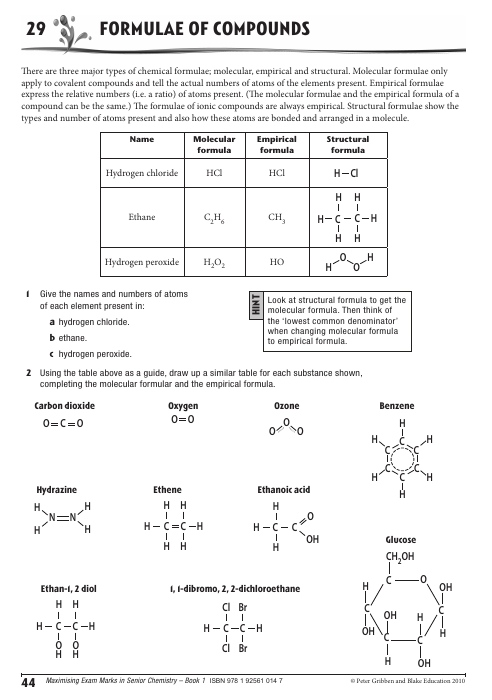 29 FORMULAE OF COMPOUNDS
There are three major types of chemical formulae; molecular, empirical and structural. Molecular formulae only
apply to covalent compounds and tell the actual numbers of atoms of the elements present. Empirical formulae
express the relative numbers (i.e. a ratio) of atoms present. (The molecular formulae and the empirical formula of a
compound can be the same.) The formulae of ionic compounds are always empirical. Structural formulae show the
types and number of atoms present and also how these atoms are bonded and arranged in a molecule.
Name Molecular formula Empirical formula Structural formula
Hydrogen chloride HCl HCl H–Cl
H H
Ethane C2H6 CH3 H–C–C–H
H H
Hydrogen peroxide H2O2 HO H O O H
1 Give the names and numbers of atoms
of each element present in:
a hydrogen chloride.
b ethane.
c hydrogen peroxide.
HINT
Look at structural formula to get the
molecular formula. Then think of
the 'lowest common denominator'
when changing molecular formula
to empirical formula.
2 Using the table above as a guide, draw up a similar table for each substance shown,
completing the molecular formular and the empirical formula.
Carbon dioxide Oxygen Ozone Benzene
O=C=O O=O O O O
H
H C H
C C
C C
H C H
H
Hydrazine Ethene Ethanoic acid
H H
N=N
H H
H H
H–C=C–H
H H
H
H–C–C O
OH
H
Glucose
CH2OH
C O
H OH
C C
OH OH H H
C C
H OH
Ethan-1, 2 diol 1, 1-dibromo, 2, 2-dichloroethane
H H
H–C–C–H
O O
H H
Cl Br
H–C–C–H
Cl Br
44 Maximising Exam Marks in Senior Chemistry – Book 1 ISBN 978 1 92561 014 7 © Peter Gribben and Blake Education 2010